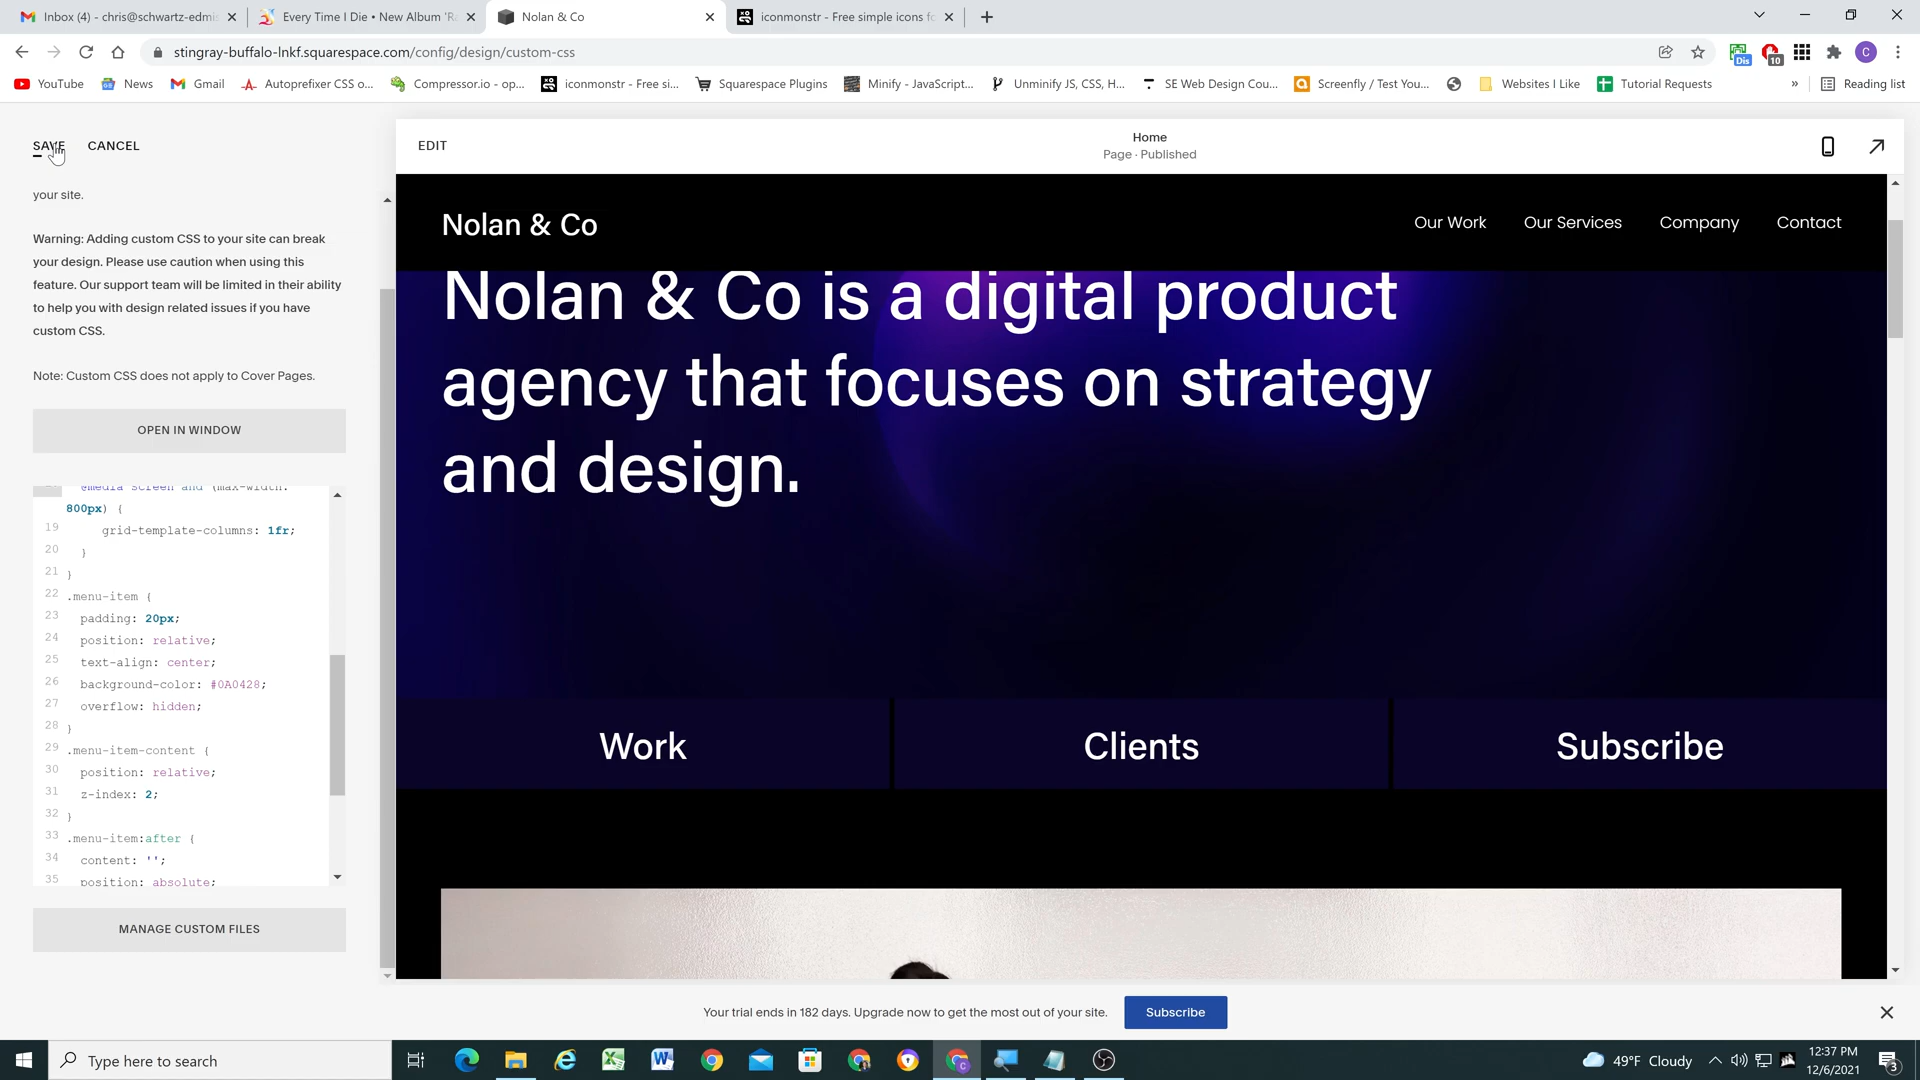 Inbox (4) - chris@schwartz-edmis
Every Time I Die • New Album 'Ra
Nolan & Co
iconmonstr - Free simple icons fo
stingray-buffalo-lnkf.squarespace.com/config/design/custom-css
Dis
10
C
YouTube
News
Gmail
Autoprefixer CSS o...
Compressor.io - op...
iconmonstr - Free si...
Squarespace Plugins
Minify - JavaScript...
Unminify JS, CSS, H...
SE Web Design Cou...
Screenfly / Test You...
Websites I Like
Tutorial Requests
»
Reading list
SAVE
CANCEL
your site.
Warning: Adding custom CSS to your site can break
your design. Please use caution when using this
feature. Our support team will be limited in their ability
to help you with design related issues if you have
custom CSS.
Note: Custom CSS does not apply to Cover Pages.
OPEN IN WINDOW
@media screen and (max-width:
800px) {
19 grid-template-columns: 1fr;
20 }
21 }
22 .menu-item {
23 padding: 20px;
24 position: relative;
25 text-align: center;
26 background-color: #0A0428;
27 overflow: hidden;
28 }
29 .menu-item-content {
30 position: relative;
31 z-index: 2;
32 }
33 .menu-item:after {
34 content: '';
35 position: absolute;
MANAGE CUSTOM FILES
EDIT
Home
Page · Published
Nolan & Co
Our Work
Our Services
Company
Contact
Nolan & Co is a digital product
agency that focuses on strategy
and design.
Work
Clients
Subscribe
Your trial ends in 182 days. Upgrade now to get the most out of your site.
Subscribe
Type here to search
49°F Cloudy
12:37 PM
12/6/2021
3